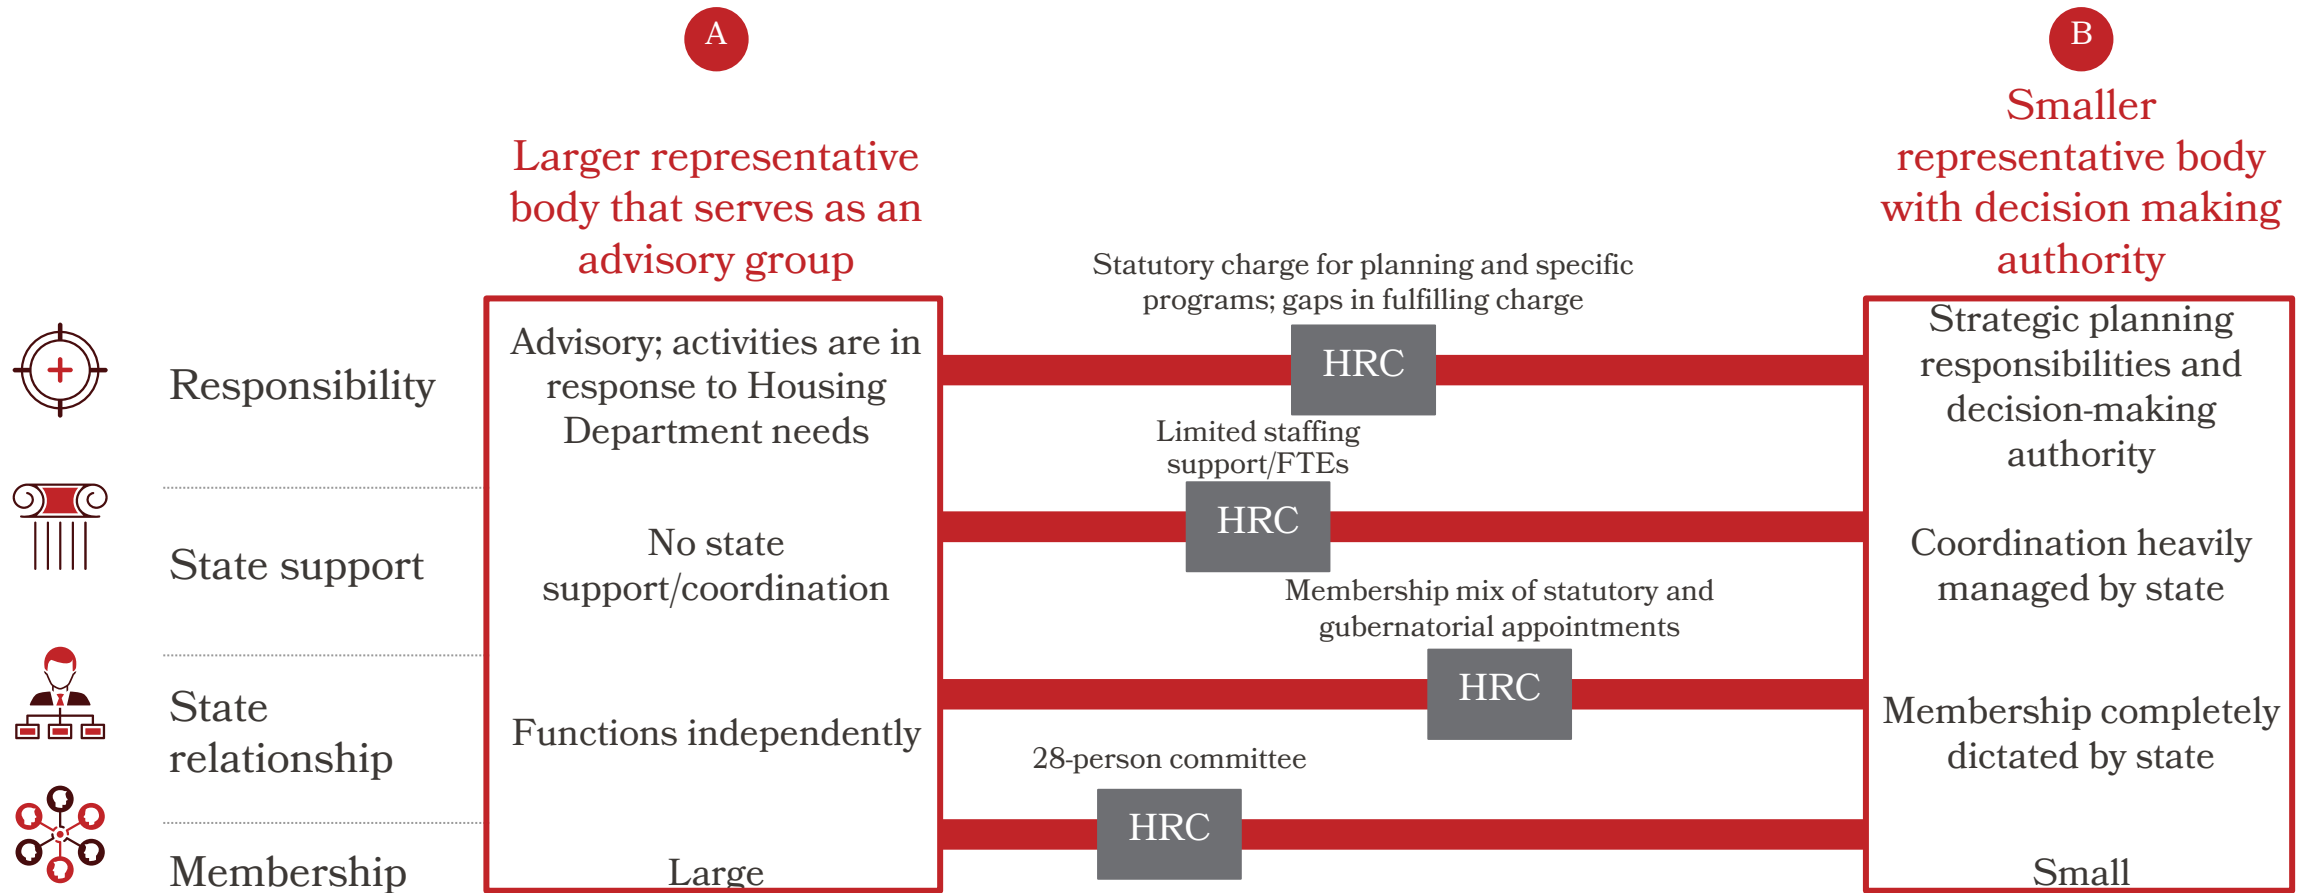 A
B
Larger representative
body that serves as an
advisory group
Smaller
representative body
with decision making
authority
Responsibility
Advisory; activities are in
response to Housing
Department needs
Statutory charge for planning and specific
programs; gaps in fulfilling charge
HRC
Strategic planning
responsibilities and
decision-making
authority
State support
No state
support/coordination
Limited staffing
support/FTEs
HRC
Coordination heavily
managed by state
State
relationship
Functions independently
Membership mix of statutory and
gubernatorial appointments
HRC
Membership completely
dictated by state
Membership
Large
28-person committee
HRC
Small